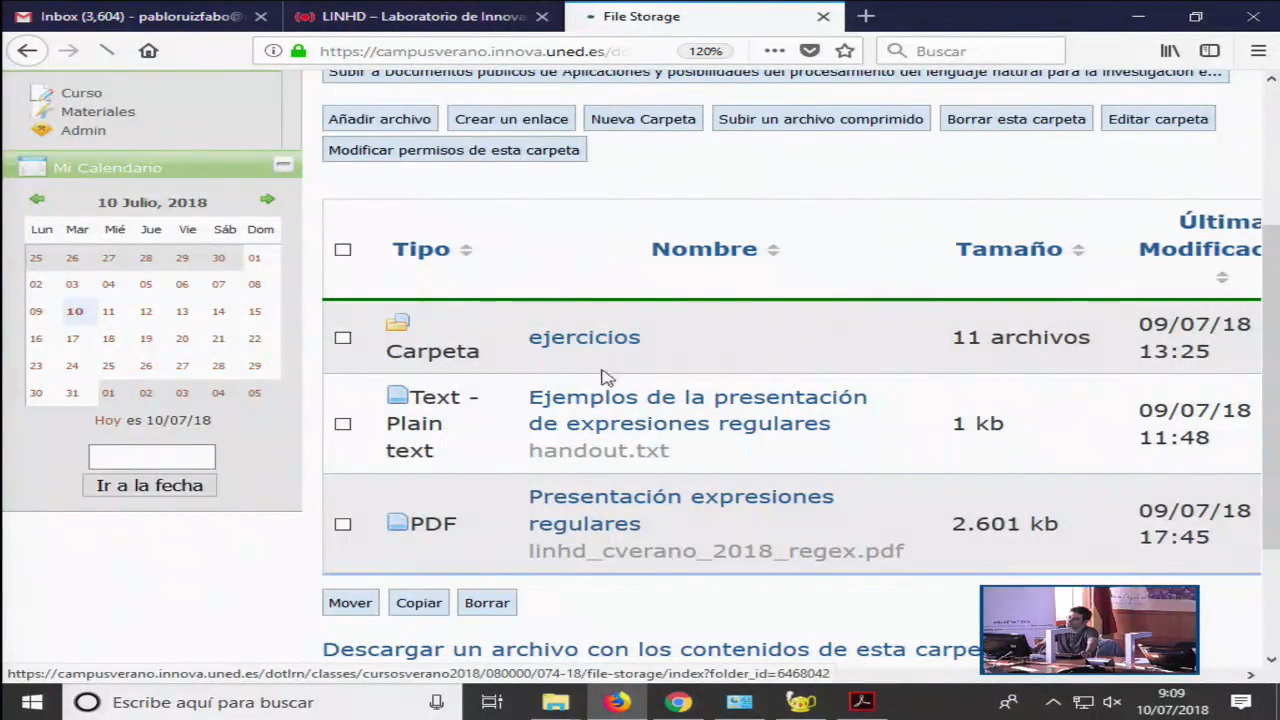 Inbox (3,604) - pabloruizfabo@
LINHD – Laboratorio de Innova
File Storage
https://campusverano.innova.uned.es/do
120%
Buscar
Curso
Materiales
Admin
Subir a Documentos públicos de Aplicaciones y posibilidades del procesamiento del lenguaje natural para la investigación e...
Añadir archivo
Crear un enlace
Nueva Carpeta
Subir un archivo comprimido
Borrar esta carpeta
Editar carpeta
Modificar permisos de esta carpeta
Mi Calendario
10 Julio, 2018
Lun Mar Mié Jue Vie Sáb Dom
25 26 27 28 29 30 01
02 03 04 05 06 07 08
09 10 11 12 13 14 15
16 17 18 19 20 21 22
23 24 25 26 27 28 29
30 31 01 02 03 04 05
Hoy es 10/07/18
Ir a la fecha
Tipo
Nombre
Tamaño
Última
Modificac
Carpeta
ejercicios
11 archivos
09/07/18
13:25
Text -
Plain
text
Ejemplos de la presentación
de expresiones regulares
handout.txt
1 kb
09/07/18
11:48
PDF
Presentación expresiones
regulares
linhd_cverano_2018_regex.pdf
2.601 kb
09/07/18
17:45
Mover
Copiar
Borrar
Descargar un archivo con los contenidos de esta carpe
https://campusverano.innova.uned.es/dotlrn/classes/cursosverano2018/080000/074-18/file-storage/index?folder_id=6468042
Escribe aquí para buscar
9:09
10/07/2018